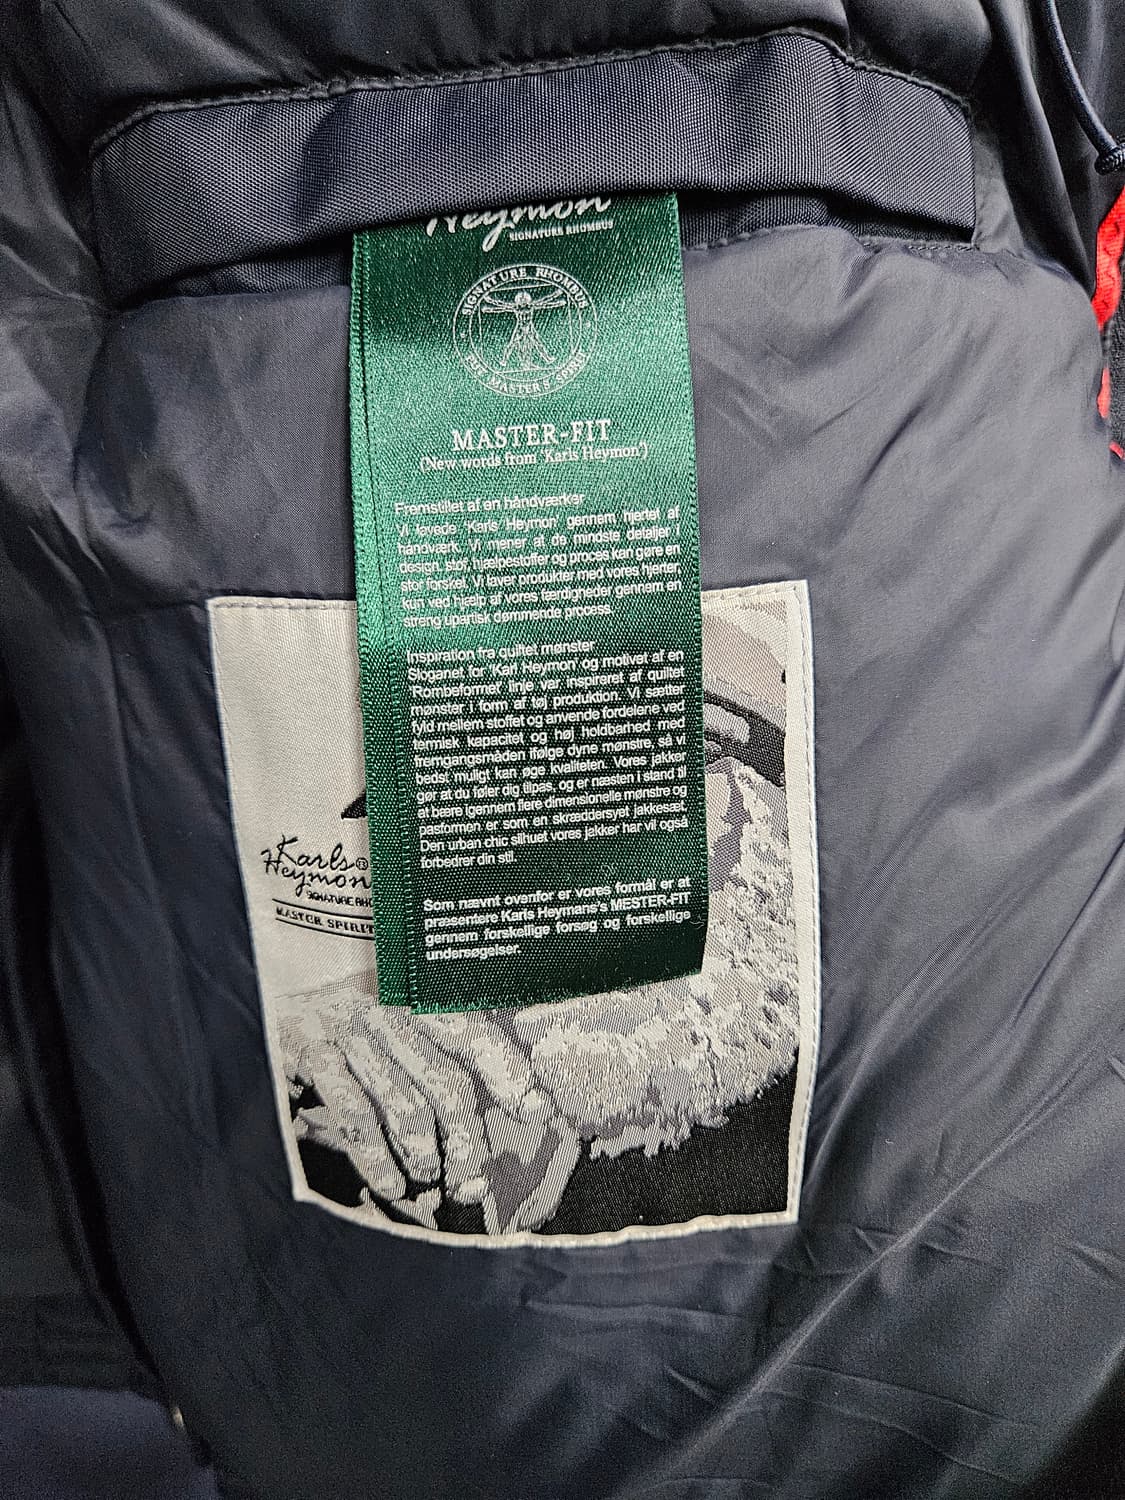 Heymon
SIGNATURE RHOMBUS
SIGNATURE RHOMBUS
MASTER'S
MASTER-FIT
(New words from 'Karls Heymon')
Fremstillet af en håndværker
Vi lavede 'Karls Heymon' gennem hjertet af
håndværk. Vi mener at de mindste detaljer i
design, stof, hjælpestoffer og proces kan gøre en
stor forskel. Vi laver produkter med vores hjerter,
kun ved hjælp af vores færdigheder gennem en
streng upartisk dømmende process.
Inspiration fra quiltet mønster
Sloganet for 'Karl Heymon' og motivet af en
'Rombeformet' linje var inspireret af quiltet
mønster i form af tøj produktion. Vi sætter
fyld mellem stoffet og anvende fordelene ved
termisk kapacitet og høj holdbarhed med
fremgangsmåden ifølge dyne mønstre, så vi
bedst muligt kan øge kvaliteten. Vores jakker
gør at du føler dig tilpas, og er næsten i stand til
at bære igennem flere dimensionelle mønstre og
pasformen er som en skræddersyet jakkesæt.
Den urban chic silhuet vores jakker har vil også
forbedrer din stil.
Som nævnt ovenfor er vores formål er at
præsentere Karls Heymans's MESTER-FIT
gennem forskellige forsøg og forskellige
undersøgelser.
Karls®
Heymon
SIGNATURE RHO
MASTER SPIRIT